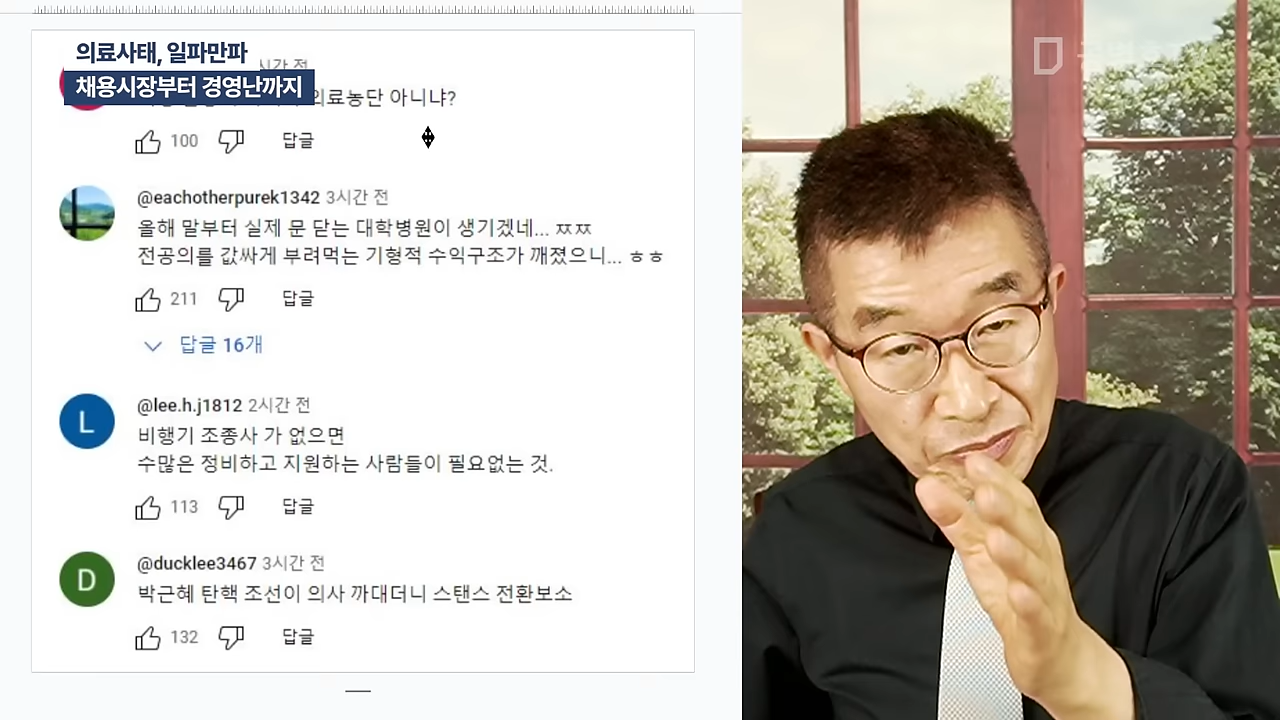 의료사태, 일파만파
채용시장부터 경영난까지
시간 전
의료농단 아니냐?
100 답글
@eachotherpurek1342 3시간 전
올해 말부터 실제 문 닫는 대학병원이 생기겠네... ㅉㅉ
전공의를 값싸게 부려먹는 기형적 수익구조가 깨졌으니... ㅎㅎ
211 답글
답글 16개
L
@lee.h.j1812 2시간 전
비행기 조종사 가 없으면
수많은 정비하고 지원하는 사람들이 필요없는 것.
113 답글
D
@ducklee3467 3시간 전
박근혜 탄핵 조선이 의사 까대더니 스탠스 전환보소
132 답글